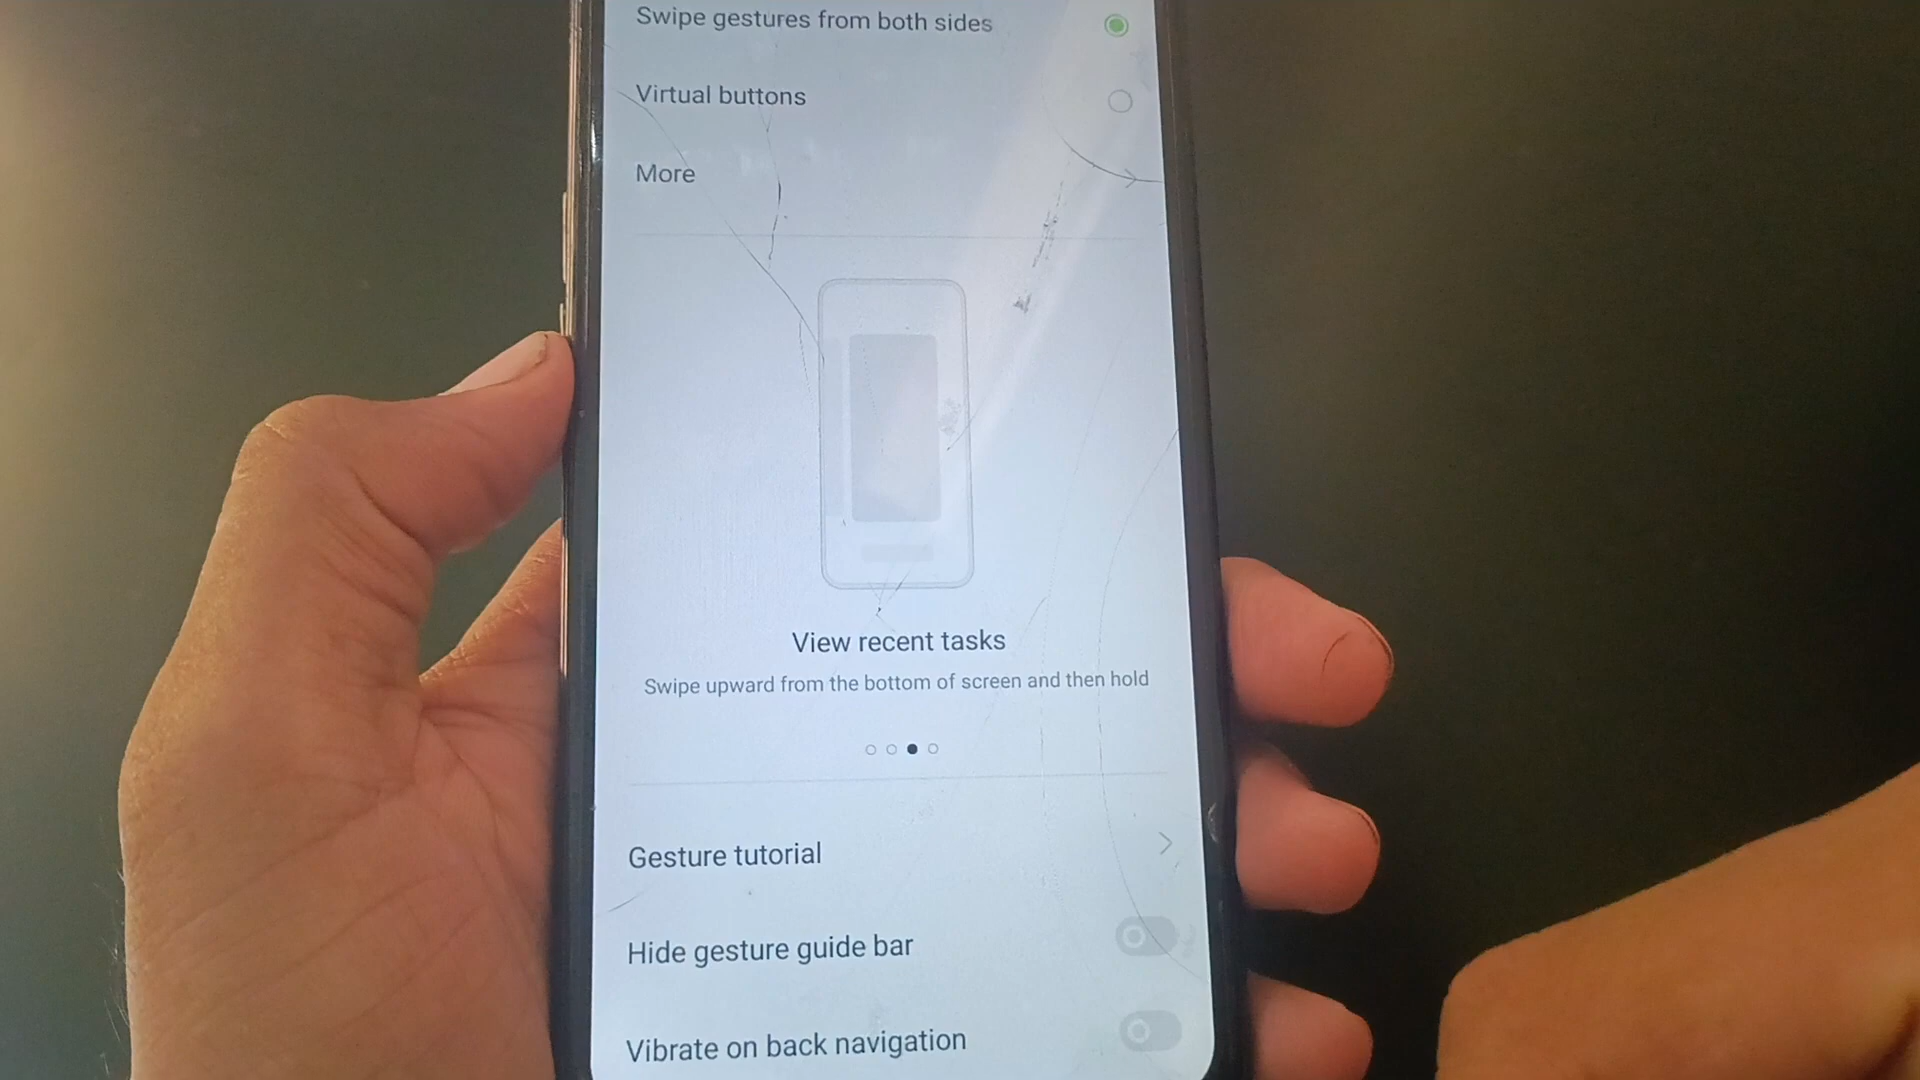 Swipe gestures from both sides
Virtual buttons
More
View recent tasks
Swipe upward from the bottom of screen and then hold
Gesture tutorial
Hide gesture guide bar
Vibrate on back navigation